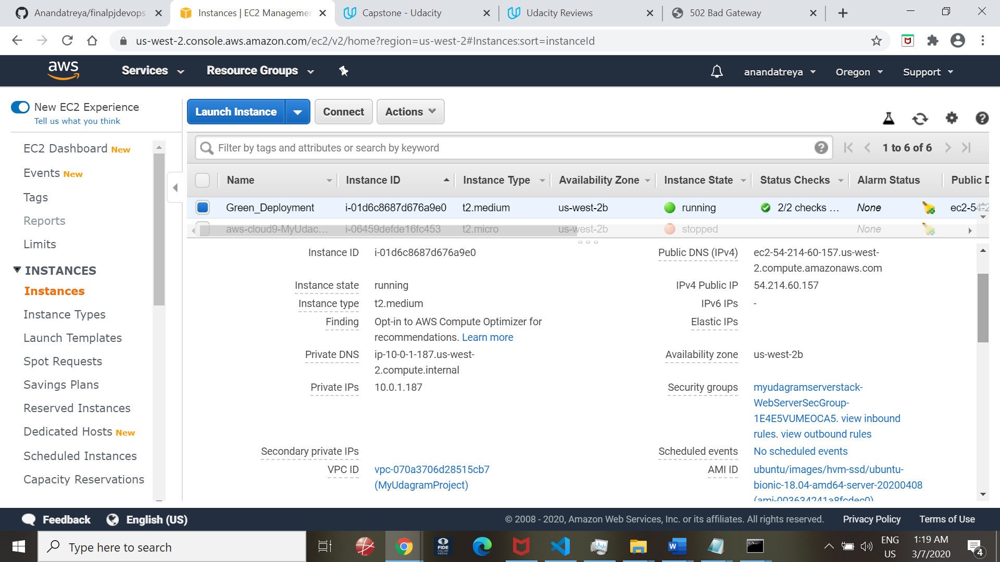 Anandatreya/finalpjdevops
Instances | EC2 Managemen
Capstone - Udacity
Udacity Reviews
502 Bad Gateway
us-west-2.console.aws.amazon.com/ec2/v2/home?region=us-west-2#Instances:sort=instanceId
aws
Services
Resource Groups
anandatreya
Oregon
Support
New EC2 Experience
Tell us what you think
EC2 Dashboard New
Events New
Tags
Reports
Limits
INSTANCES
Instances
Instance Types
Launch Templates
Spot Requests
Savings Plans
Reserved Instances
Dedicated Hosts New
Scheduled Instances
Capacity Reservations
Launch Instance
Connect
Actions
Filter by tags and attributes or search by keyword
1 to 6 of 6
Name Instance ID Instance Type Availability Zone Instance State Status Checks Alarm Status Public D
Green_Deployment i-01d6c8687d676a9e0 t2.medium us-west-2b running 2/2 checks ... None ec2-54-2
aws-cloud9-MyUdac... i-06459defde16fc453 t2.micro us-west-2b stopped None
Instance ID i-01d6c8687d676a9e0
Instance state running
Instance type t2.medium
Finding Opt-in to AWS Compute Optimizer for
recommendations. Learn more
Private DNS ip-10-0-1-187.us-west-
2.compute.internal
Private IPs 10.0.1.187
Secondary private IPs
VPC ID vpc-070a3706d28515cb7
(MyUdagramProject)
Public DNS (IPv4) ec2-54-214-60-157.us-west-
2.compute.amazonaws.com
IPv4 Public IP 54.214.60.157
IPv6 IPs -
Elastic IPs
Availability zone us-west-2b
Security groups myudagramserverstack-
WebServerSecGroup-
1E4E5VUMEOCA5. view inbound
rules. view outbound rules
Scheduled events No scheduled events
AMI ID ubuntu/images/hvm-ssd/ubuntu-
bionic-18.04-amd64-server-20200408
(ami-003634241a8fcdec0)
Feedback
English (US)
© 2008 - 2020, Amazon Web Services, Inc. or its affiliates. All rights reserved.
Privacy Policy
Terms of Use
Type here to search
FIDE
ONLINE
ARENA
ENG
US
1:19 AM
3/7/2020
4